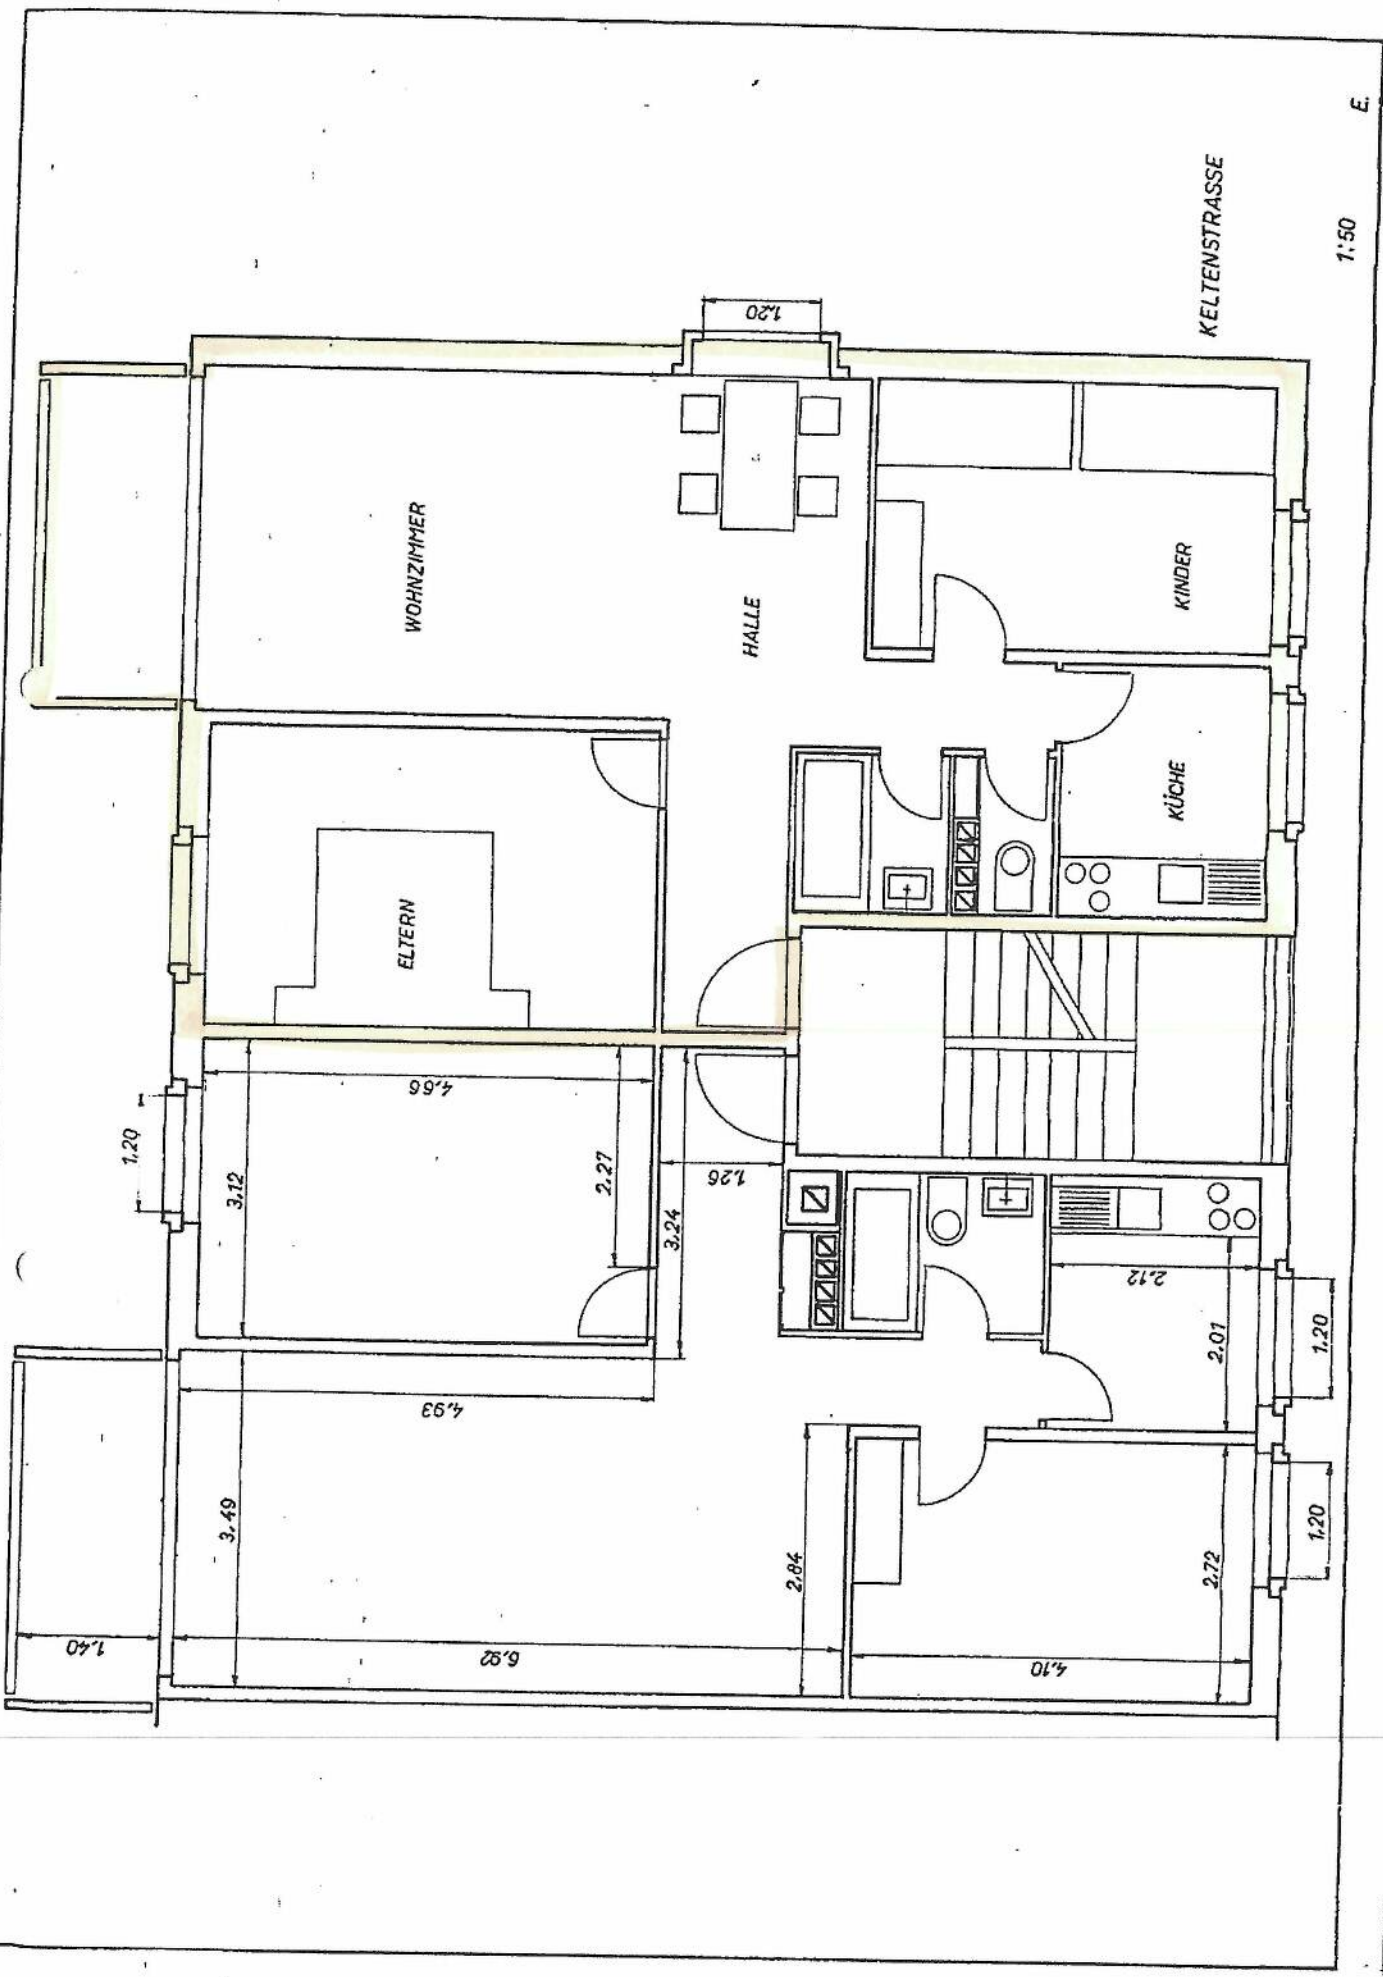 E.
1:50
KELTENSTRASSE
1.20
WOHNZIMMER
HALLE
KINDER
KÜCHE
ELTERN
1.20
4.66
3.12
2.27
1.26
3.24
2.12
2.01
1.20
4.93
3.49
2.84
2.72
1.20
1.40
6.92
4.10